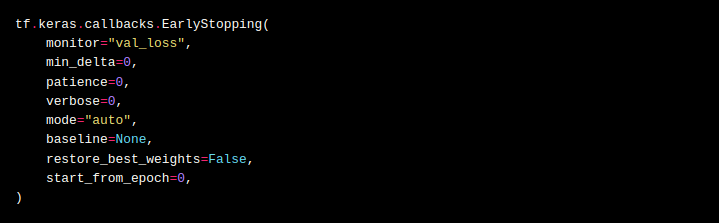 tf.keras.callbacks.EarlyStopping(
    monitor="val_loss",
    min_delta=0,
    patience=0,
    verbose=0,
    mode="auto",
    baseline=None,
    restore_best_weights=False,
    start_from_epoch=0,
)